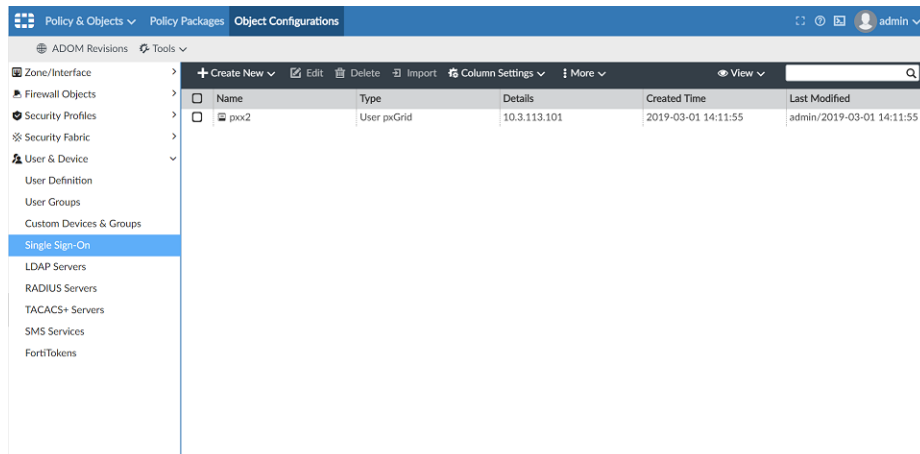 Policy & Objects Policy Packages Object Configurations admin
ADOM Revisions Tools
Zone/Interface
Firewall Objects
Security Profiles
Security Fabric
User & Device
User Definition
User Groups
Custom Devices & Groups
Single Sign-On
LDAP Servers
RADIUS Servers
TACACS+ Servers
SMS Services
FortiTokens
+ Create New Edit Delete Import Column Settings More View
Name Type Details Created Time Last Modified
pxx2 User pxGrid 10.3.113.101 2019-03-01 14:11:55 admin/2019-03-01 14:11:55